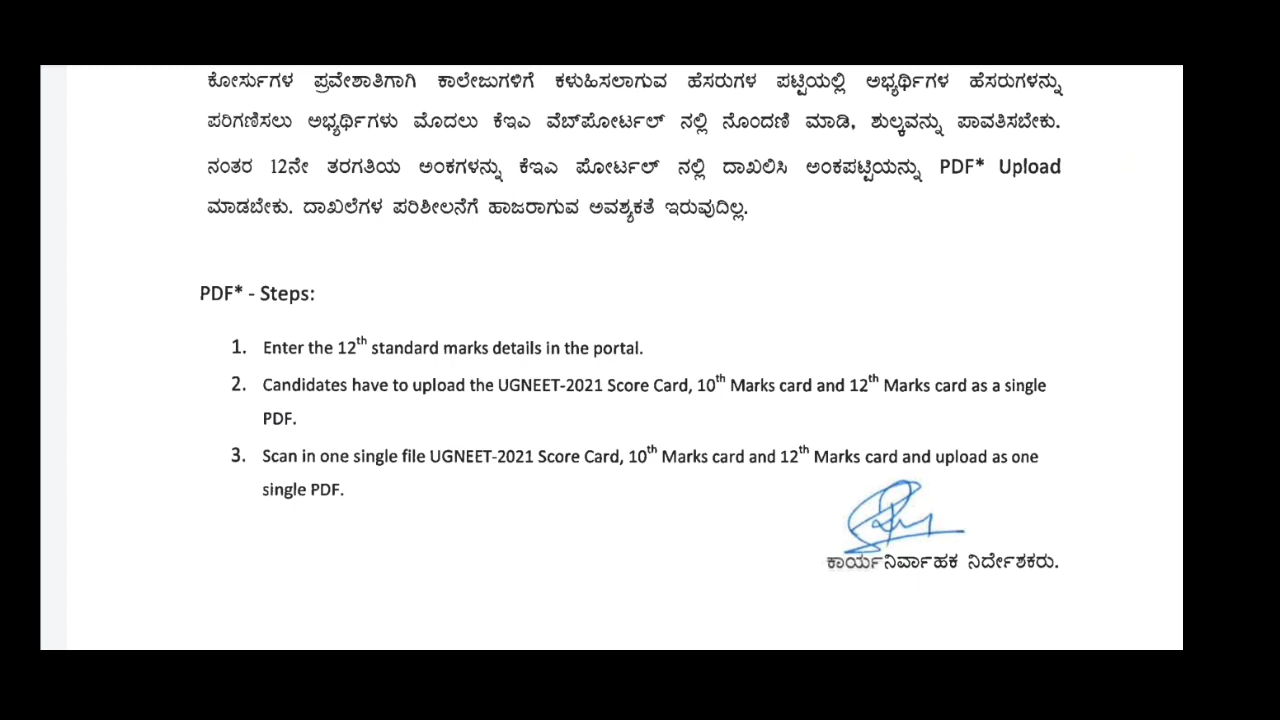 ಕೋರ್ಸುಗಳ ಪ್ರವೇಶಾತಿಗಾಗಿ ಕಾಲೇಜುಗಳಿಗೆ ಕಳುಹಿಸಲಾಗುವ ಹೆಸರುಗಳ ಪಟ್ಟಿಯಲ್ಲಿ ಅಭ್ಯರ್ಥಿಗಳ ಹೆಸರುಗಳನ್ನು
ಪರಿಗಣಿಸಲು ಅಭ್ಯರ್ಥಿಗಳು ಮೊದಲು ಕೆಇಎ ವೆಬ್‌ಪೋರ್ಟಲ್ ನಲ್ಲಿ ನೊಂದಣಿ ಮಾಡಿ, ಶುಲ್ಕವನ್ನು ಪಾವತಿಸಬೇಕು.
ನಂತರ 12ನೇ ತರಗತಿಯ ಅಂಕಗಳನ್ನು ಕೆಇಎ ಪೋರ್ಟಲ್ ನಲ್ಲಿ ದಾಖಲಿಸಿ ಅಂಕಪಟ್ಟಿಯನ್ನು PDF* Upload
ಮಾಡಬೇಕು. ದಾಖಲೆಗಳ ಪರಿಶೀಲನೆಗೆ ಹಾಜರಾಗುವ ಅವಶ್ಯಕತೆ ಇರುವುದಿಲ್ಲ.
PDF* - Steps:
1. Enter the 12th standard marks details in the portal.
2. Candidates have to upload the UGNEET-2021 Score Card, 10th Marks card and 12th Marks card as a single
PDF.
3. Scan in one single file UGNEET-2021 Score Card, 10th Marks card and 12th Marks card and upload as one
single PDF.
ಕಾರ್ಯನಿರ್ವಾಹಕ ನಿರ್ದೇಶಕರು.